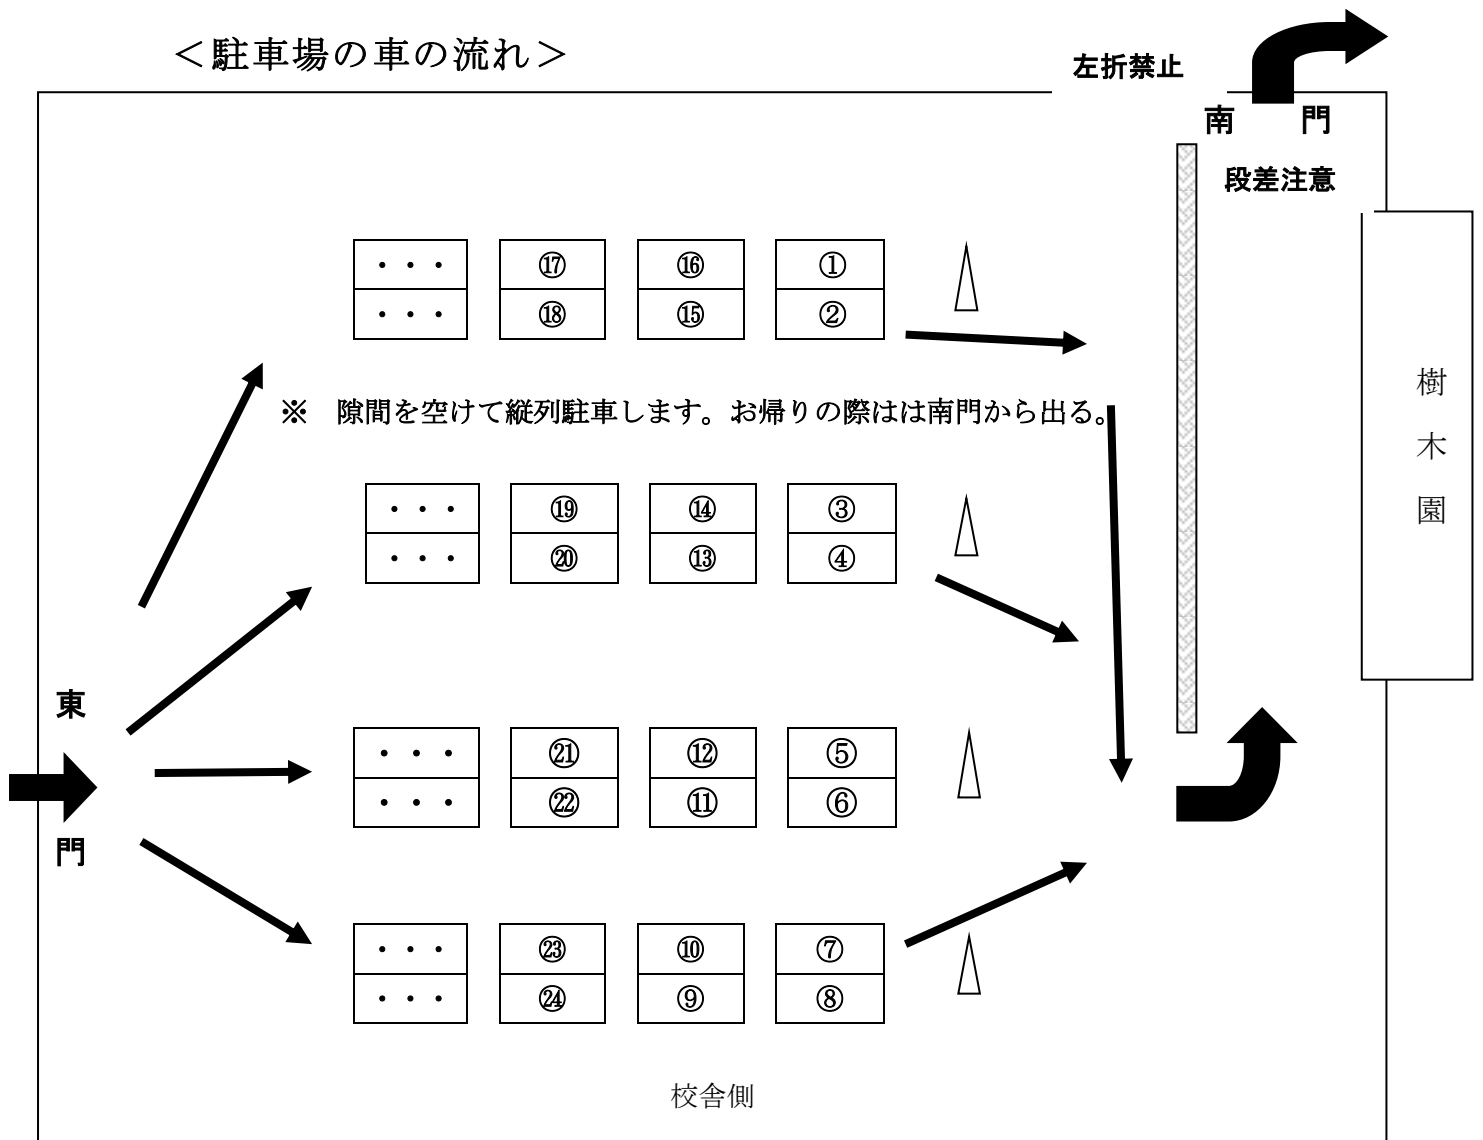 ＜駐車場の車の流れ＞
左折禁止
南　門
段差注意
・・・ ⑰ ⑯ ①
・・・ ⑱ ⑮ ②
※　隙間を空けて縦列駐車します。お帰りの際はは南門から出る。
樹木園
・・・ ⑲ ⑭ ③
・・・ ⑳ ⑬ ④
東門
・・・ ㉑ ⑫ ⑤
・・・ ㉒ ⑪ ⑥
・・・ ㉓ ⑩ ⑦
・・・ ㉔ ⑨ ⑧
校舎側